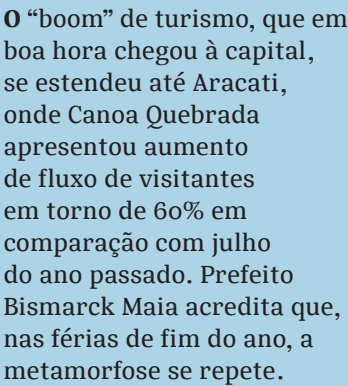 O “boom” de turismo, que em
boa hora chegou à capital,
se estendeu até Aracati,
onde Canoa Quebrada
apresentou aumento
de fluxo de visitantes
em torno de 60% em
comparação com julho
do ano passado. Prefeito
Bismarck Maia acredita que,
nas férias de fim do ano, a
metamorfose se repete.